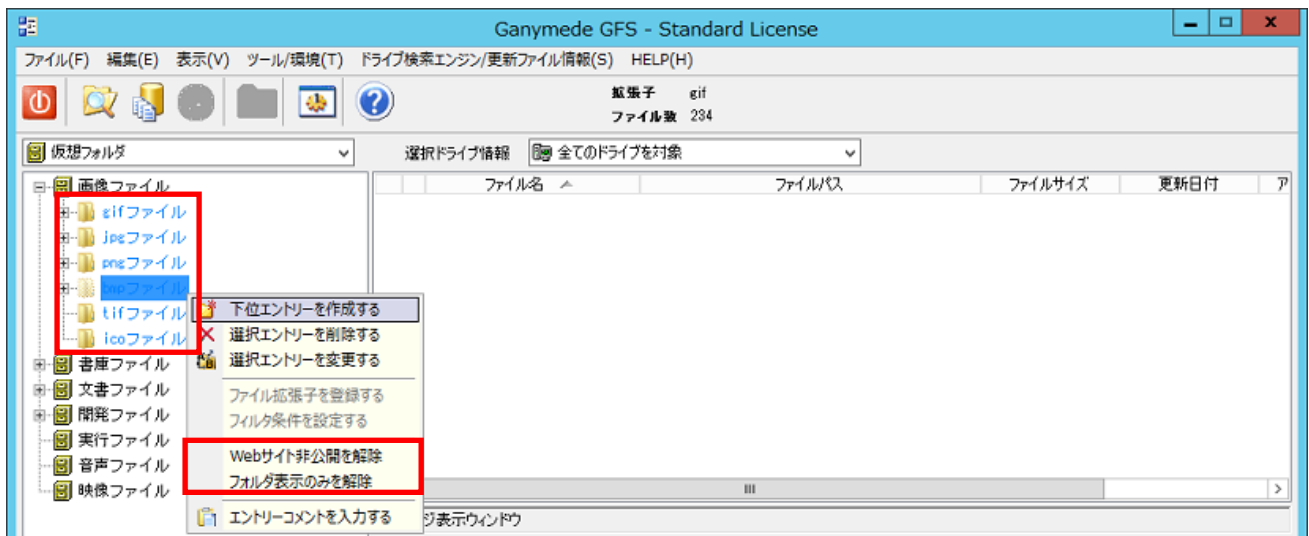 Ganymede GFS - Standard License
ファイル(F) 編集(E) 表示(V) ツール/環境(T) ドライブ検索エンジン/更新ファイル情報(S) HELP(H)
拡張子 gif
ファイル数 234
仮想フォルダ 選択ドライブ情報 全てのドライブを対象
画像ファイル
gifファイル
jpgファイル
pngファイル
bmpファイル
tifファイル
icoファイル
書庫ファイル
文書ファイル
開発ファイル
実行ファイル
音声ファイル
映像ファイル
ファイル名 ファイルパス ファイルサイズ 更新日付 ア
下位エントリーを作成する
選択エントリーを削除する
選択エントリーを変更する
ファイル拡張子を登録する
フィルタ条件を設定する
Webサイト非公開を解除
フォルダ表示のみを解除
エントリーコメントを入力する
ジ表示ウィンドウ